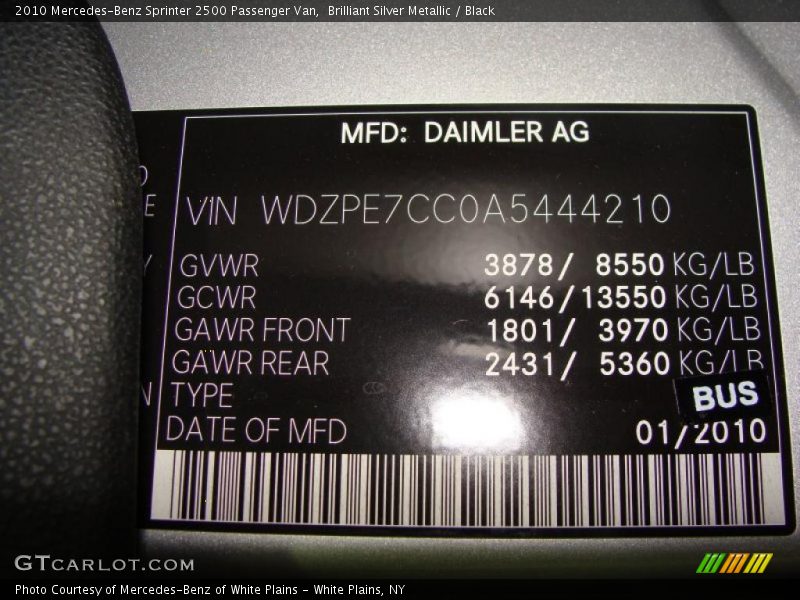 2010 Mercedes-Benz Sprinter 2500 Passenger Van,  Brilliant Silver Metallic / Black
MFD: DAIMLER AG
VIN WDZPE7CC0A5444210
GVWR 3878/ 8550 KG/LB
GCWR 6146/13550 KG/LB
GAWR FRONT 1801/ 3970 KG/LB
GAWR REAR 2431/ 5360 KG/LB
TYPE BUS
DATE OF MFD 01/2010
GTCARLOT.COM
Photo Courtesy of Mercedes-Benz of White Plains - White Plains, NY